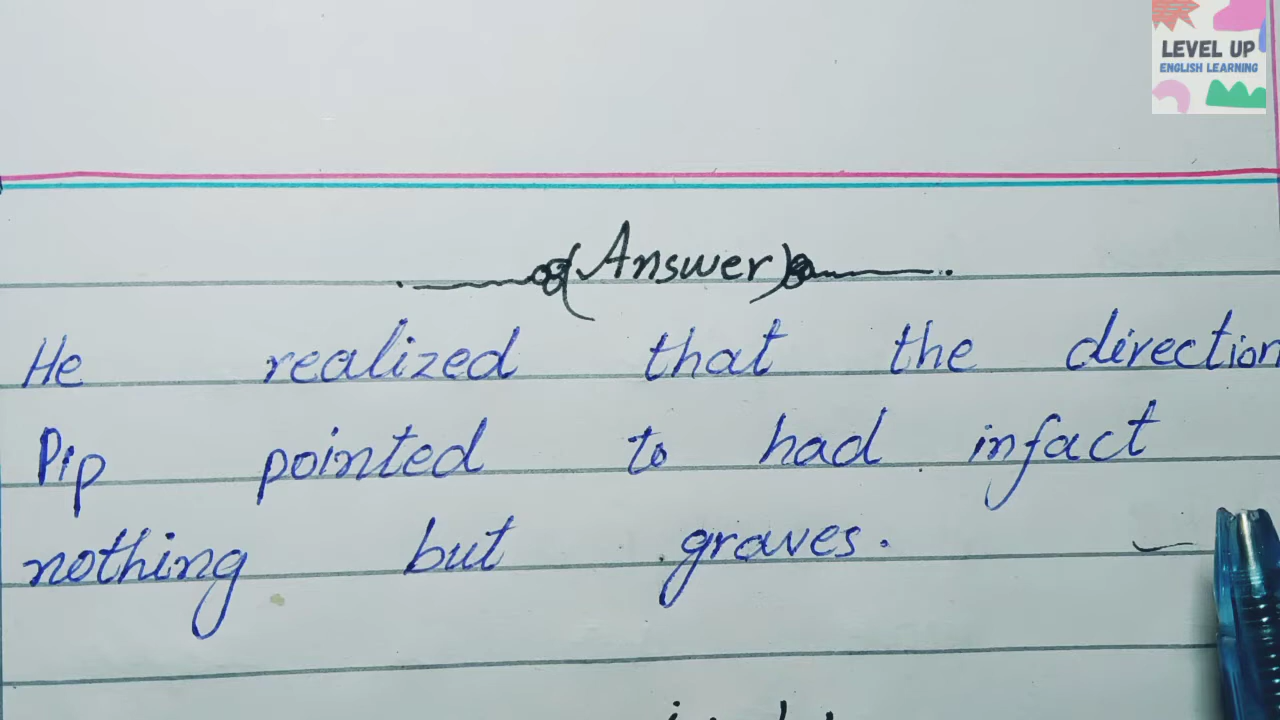 LEVEL UP
ENGLISH LEARNING
(Answer)
He realized that the direction
Pip pointed to had infact
nothing but graves.